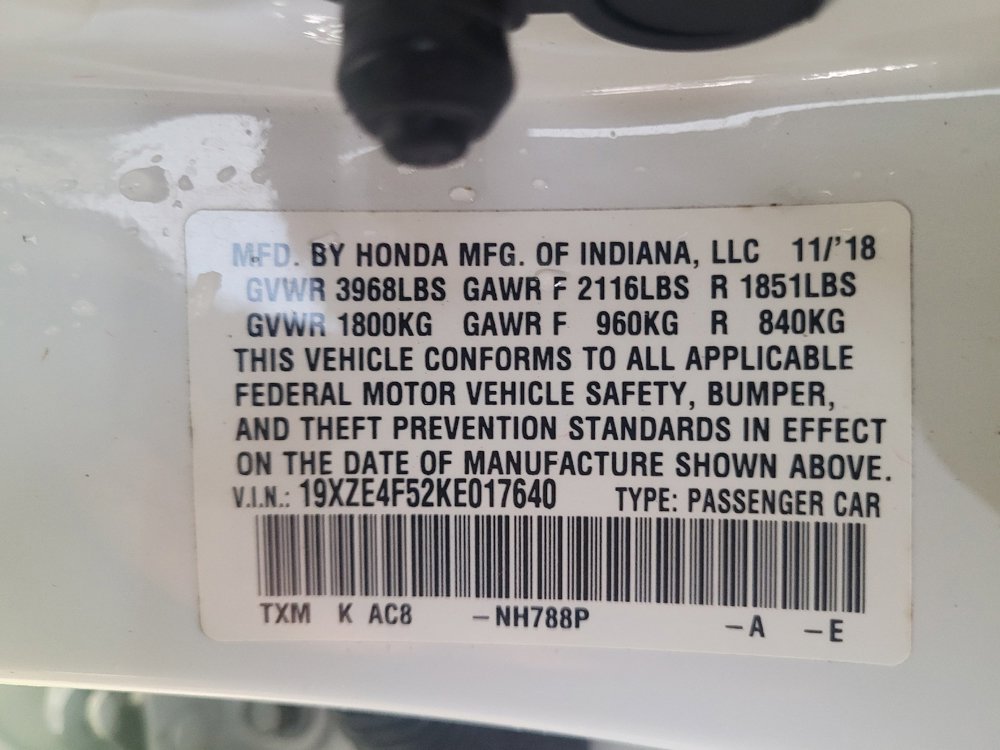 MFD. BY HONDA MFG. OF INDIANA, LLC 11/'18
GVWR 3968LBS GAWR F 2116LBS R 1851LBS
GVWR 1800KG GAWR F 960KG R 840KG
THIS VEHICLE CONFORMS TO ALL APPLICABLE
FEDERAL MOTOR VEHICLE SAFETY, BUMPER,
AND THEFT PREVENTION STANDARDS IN EFFECT
ON THE DATE OF MANUFACTURE SHOWN ABOVE.
V.I.N.: 19XZE4F52KE017640 TYPE: PASSENGER CAR
TXM K AC8 –NH788P –A –E